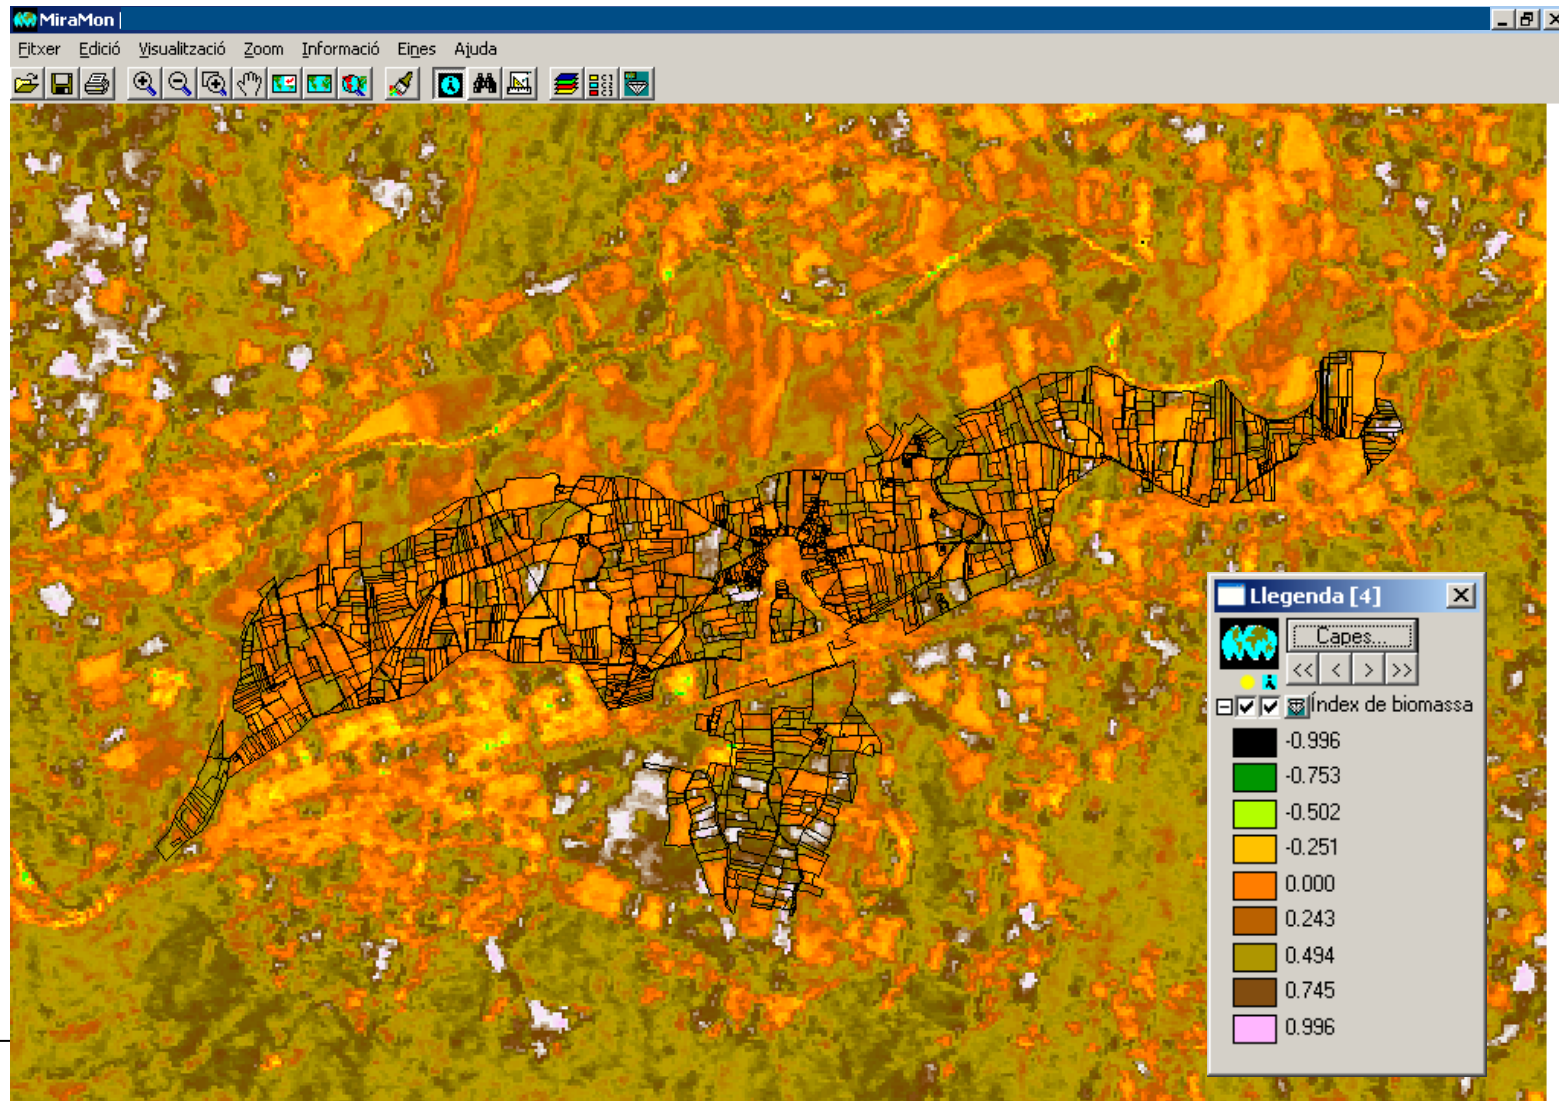 MiraMon
Fitxer Edició Visualització Zoom Informació Eines Ajuda
Llegenda [4]
Capes...
<< < > >>
Índex de biomassa
-0.996
-0.753
-0.502
-0.251
0.000
0.243
0.494
0.745
0.996